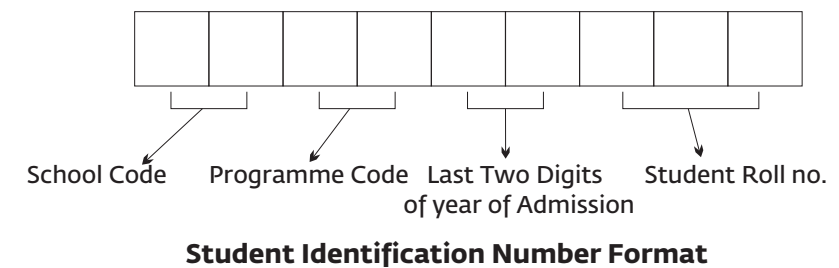 School Code Programme Code Last Two Digits Student Roll no.
of year of Admission
Student Identification Number Format